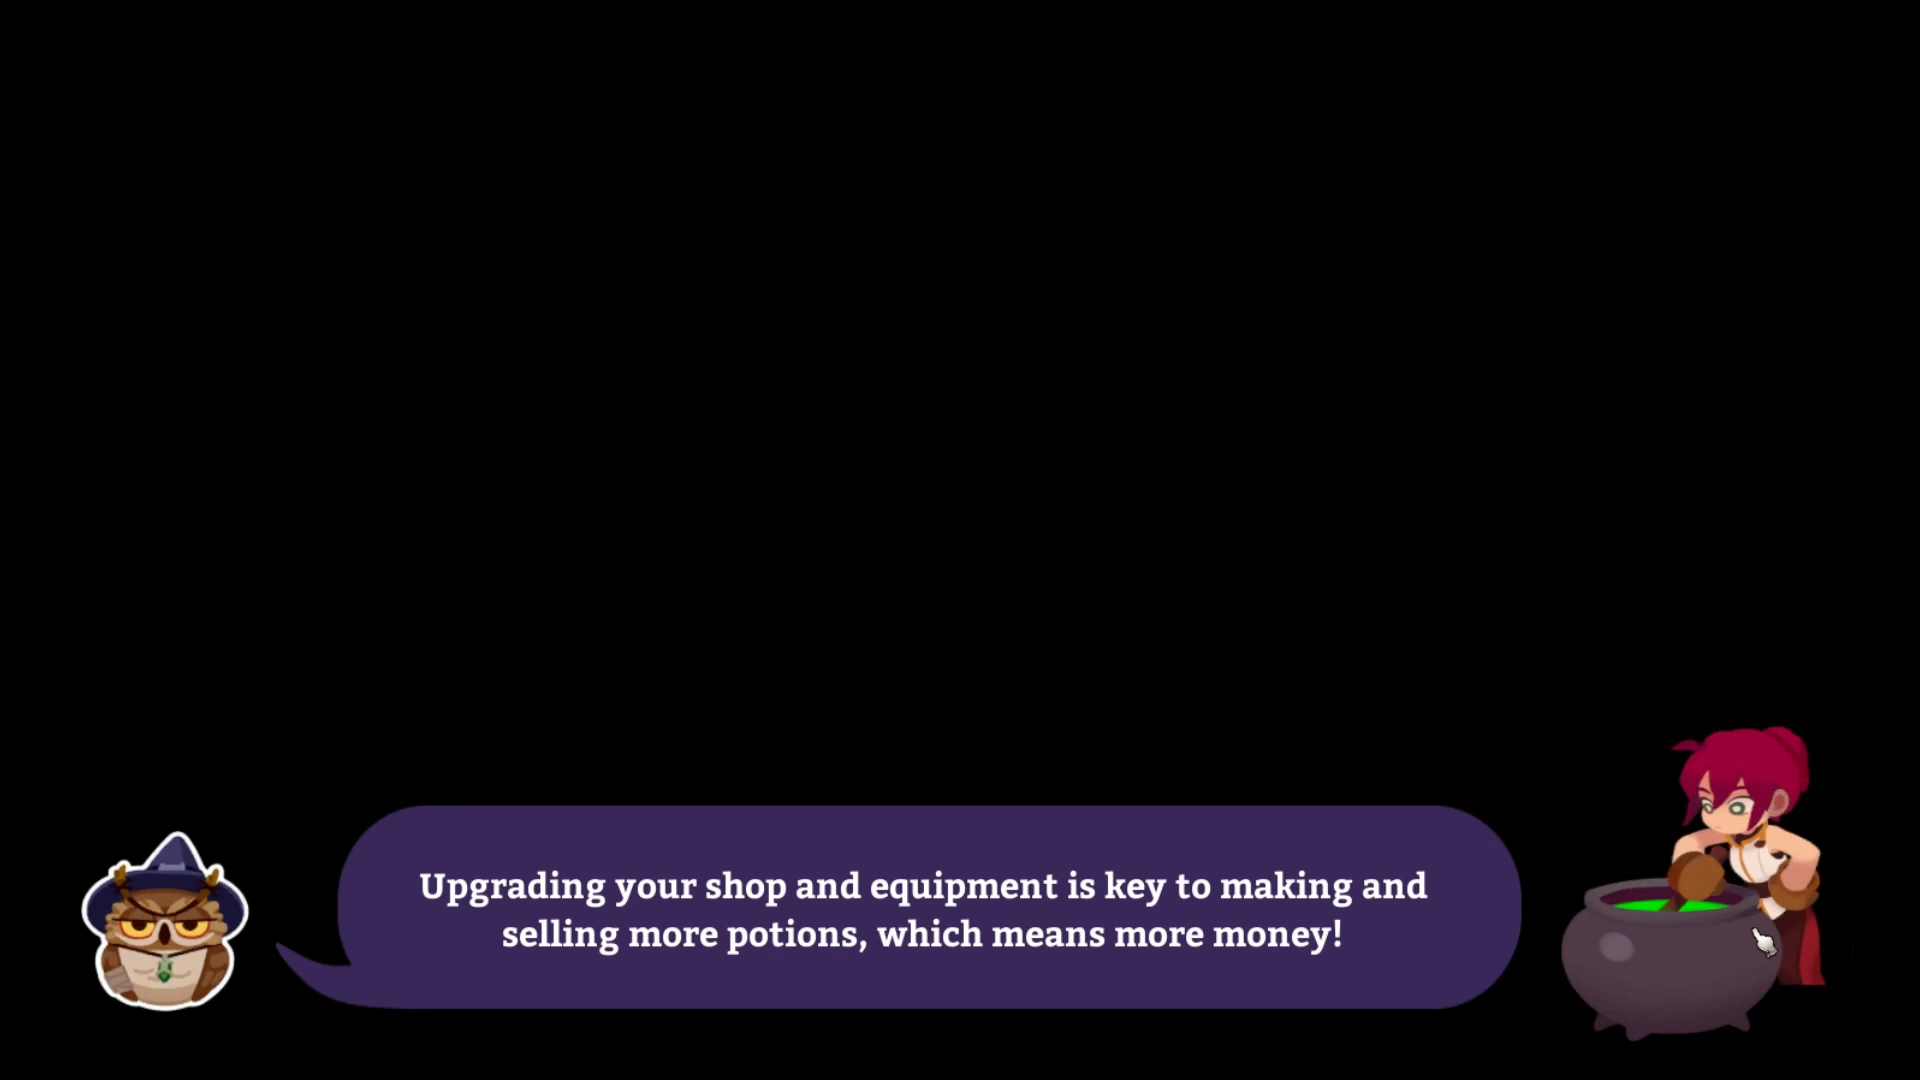 Upgrading your shop and equipment is key to making and
selling more potions, which means more money!